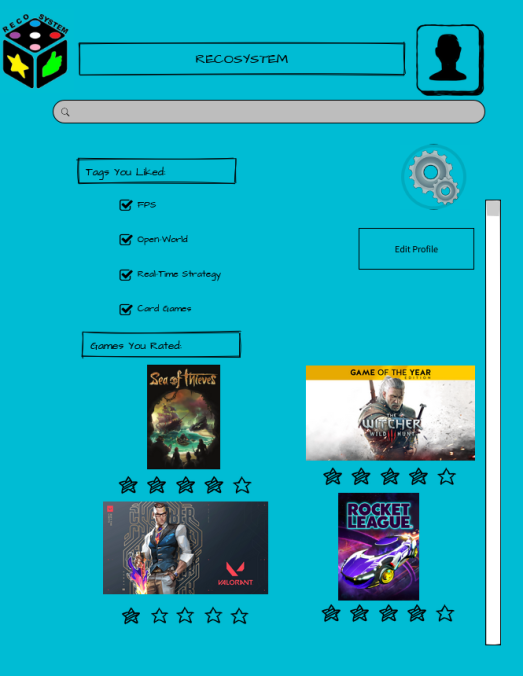 RECO SYSTEM
RECOSYSTEM
Tags You Liked:
FPS
Open-World
Edit Profile
Real-Time Strategy
Card Games
Games You Rated:
Sea of Thieves
GAME OF THE YEAR
EDITION
THE
WITCHER
WILD HUNT
ROCKET
LEAGUE
VALORANT